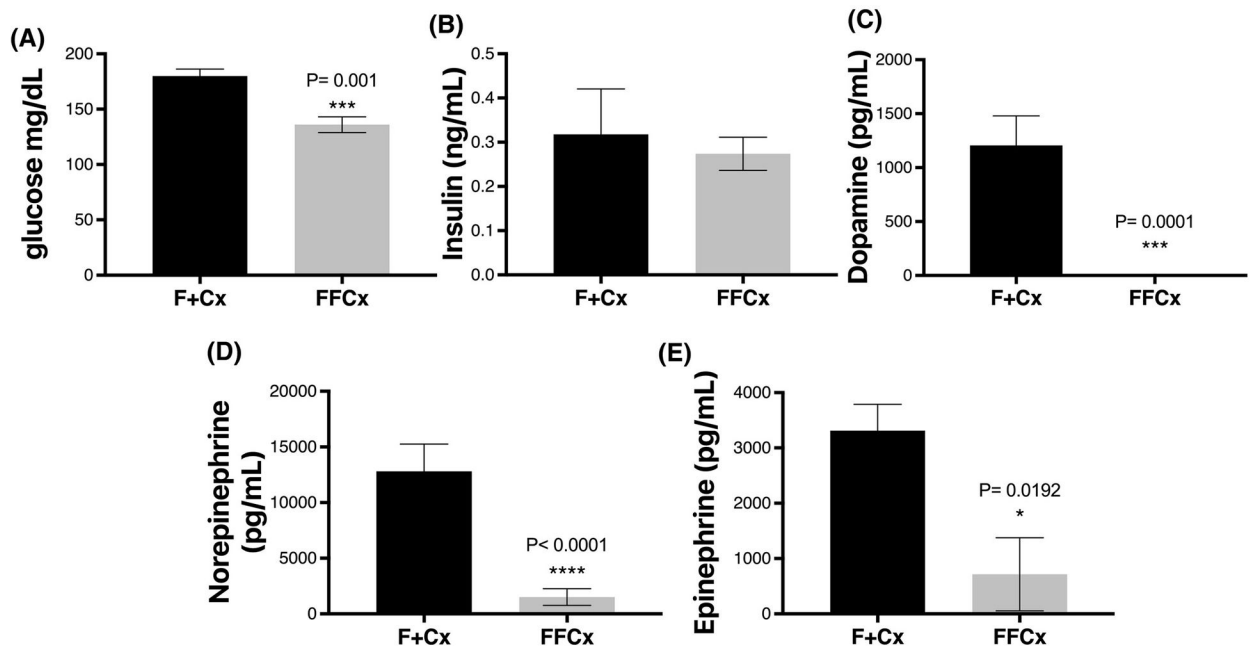 (A)
glucose mg/dL
200
150
100
50
0
P= 0.001
***
F+Cx FFCx
(B)
Insulin (ng/mL)
0.5
0.4
0.3
0.2
0.1
0.0
F+Cx FFCx
(C)
Dopamine (pg/mL)
2000
1500
1000
500
0
P= 0.0001
***
F+Cx FFCx
(D)
Norepinephrine
(pg/mL)
20000
15000
10000
5000
0
P< 0.0001
****
F+Cx FFCx
(E)
Epinephrine (pg/mL)
4000
3000
2000
1000
0
P= 0.0192
*
F+Cx FFCx